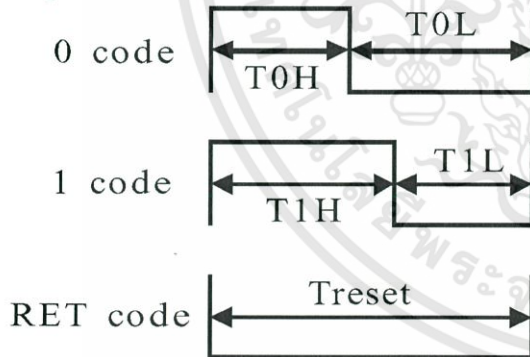 0 code
T0H
T0L
1 code
T1H
T1L
RET code
Treset